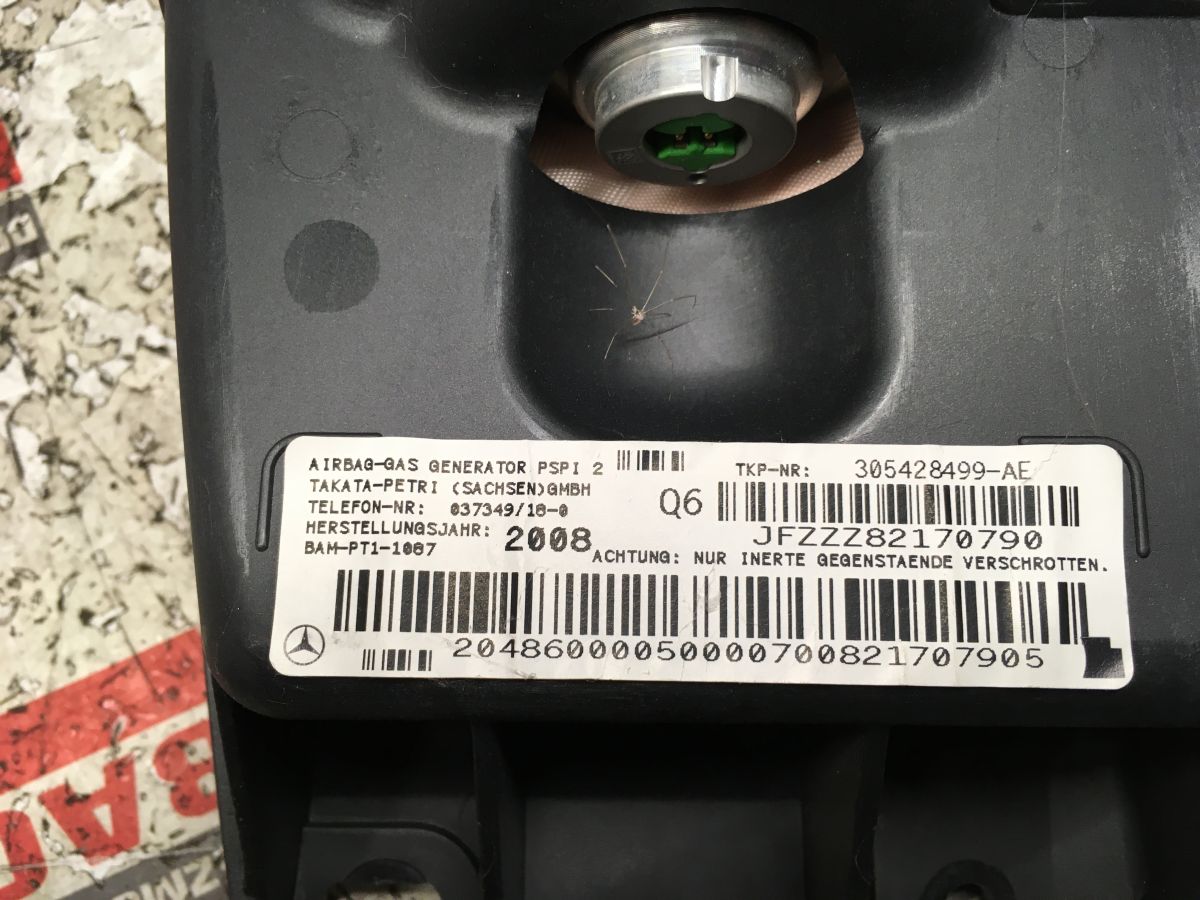 AIRBAG-GAS GENERATOR PSPI 2
TAKATA-PETRI (SACHSEN)GMBH
TELEFON-NR: 037349/18-0
HERSTELLUNGSJAHR: 2008
BAM-PT1-1087
TKP-NR: 305428499-AE
Q6
JFZZZ82170790
ACHTUNG: NUR INERTE GEGENSTAENDE VERSCHROTTEN.
20486000050000700821707905